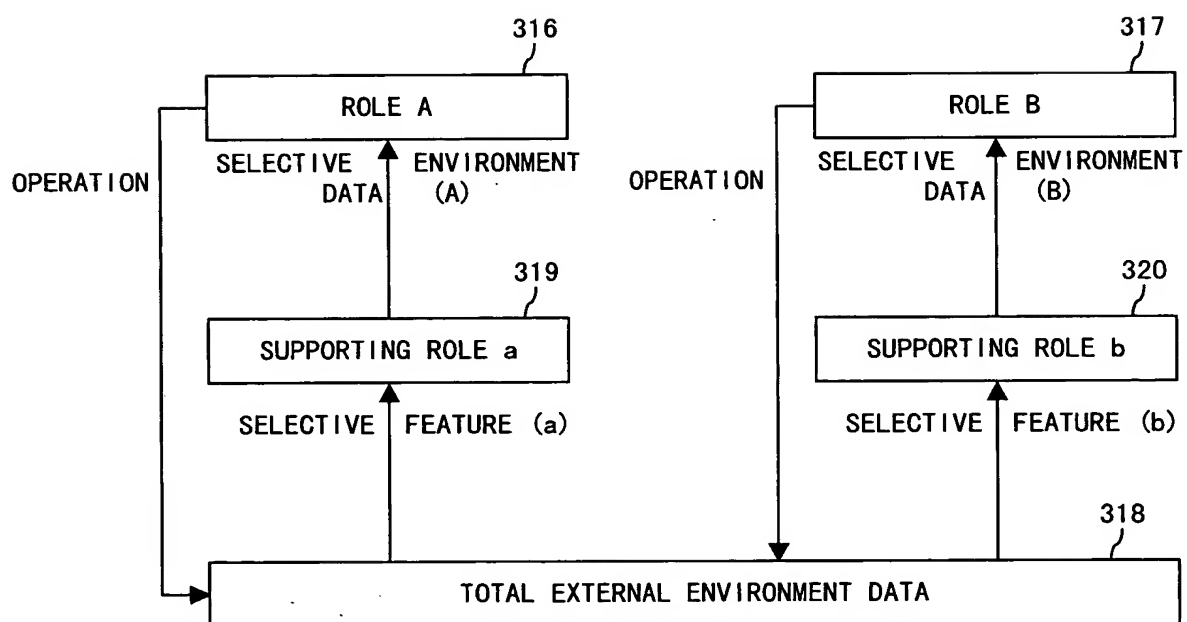 316
317
ROLE A
ROLE B
SELECTIVE ENVIRONMENT
DATA (A)
OPERATION
SELECTIVE ENVIRONMENT
DATA (B)
OPERATION
319
320
SUPPORTING ROLE a
SUPPORTING ROLE b
SELECTIVE FEATURE (a)
SELECTIVE FEATURE (b)
318
TOTAL EXTERNAL ENVIRONMENT DATA